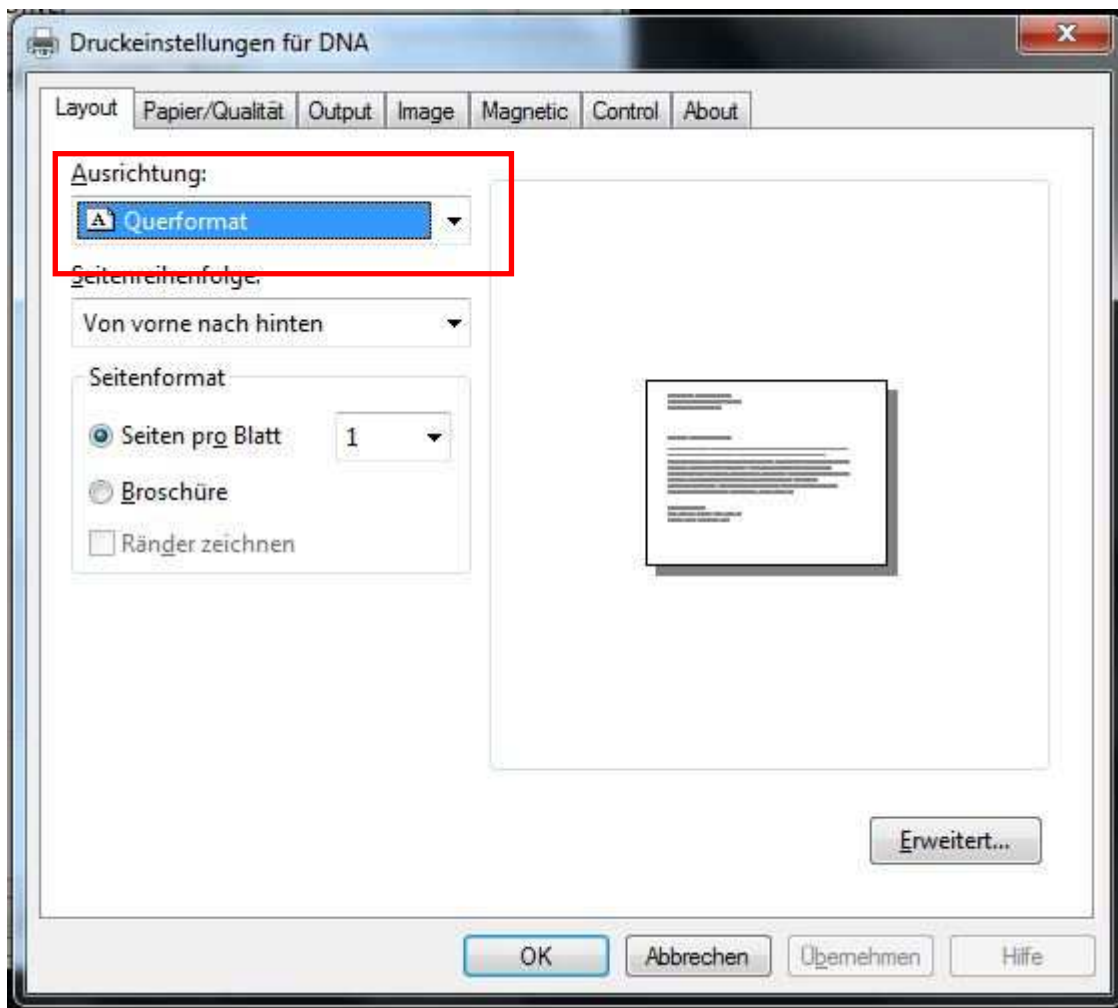 Druckeinstellungen für DNA
Layout Papier/Qualität Output Image Magnetic Control About
Ausrichtung:
A Querformat
Seitenreihenfolge:
Von vorne nach hinten
Seitenformat
Seiten pro Blatt 1
Broschüre
Ränder zeichnen
Erweitert...
OK Abbrechen Übernehmen Hilfe